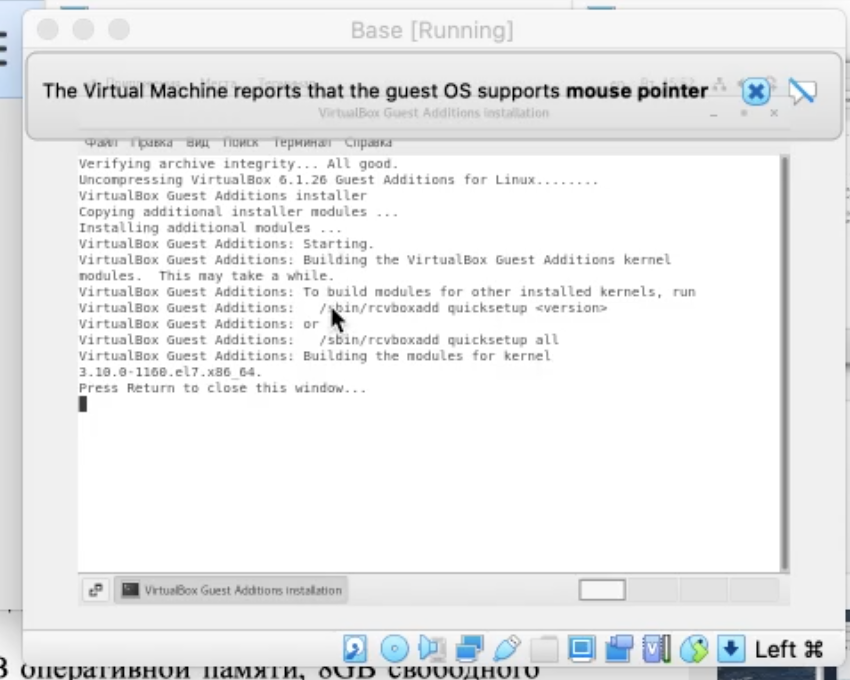 Base [Running]
The Virtual Machine reports that the guest OS supports mouse pointer
VirtualBox Guest Additions installation
Файл Правка Вид Поиск Терминал Справка
Verifying archive integrity... All good.
Uncompressing VirtualBox 6.1.26 Guest Additions for Linux........
VirtualBox Guest Additions installer
Copying additional installer modules ...
Installing additional modules ...
VirtualBox Guest Additions: Starting.
VirtualBox Guest Additions: Building the VirtualBox Guest Additions kernel
modules.  This may take a while.
VirtualBox Guest Additions: To build modules for other installed kernels, run
VirtualBox Guest Additions:   /sbin/rcvboxadd quicksetup <version>
VirtualBox Guest Additions: or
VirtualBox Guest Additions:   /sbin/rcvboxadd quicksetup all
VirtualBox Guest Additions: Building the modules for kernel
3.10.0-1160.el7.x86_64.
Press Return to close this window...
VirtualBox Guest Additions installation
Left ⌘
оперативной памяти, 8GB свободного